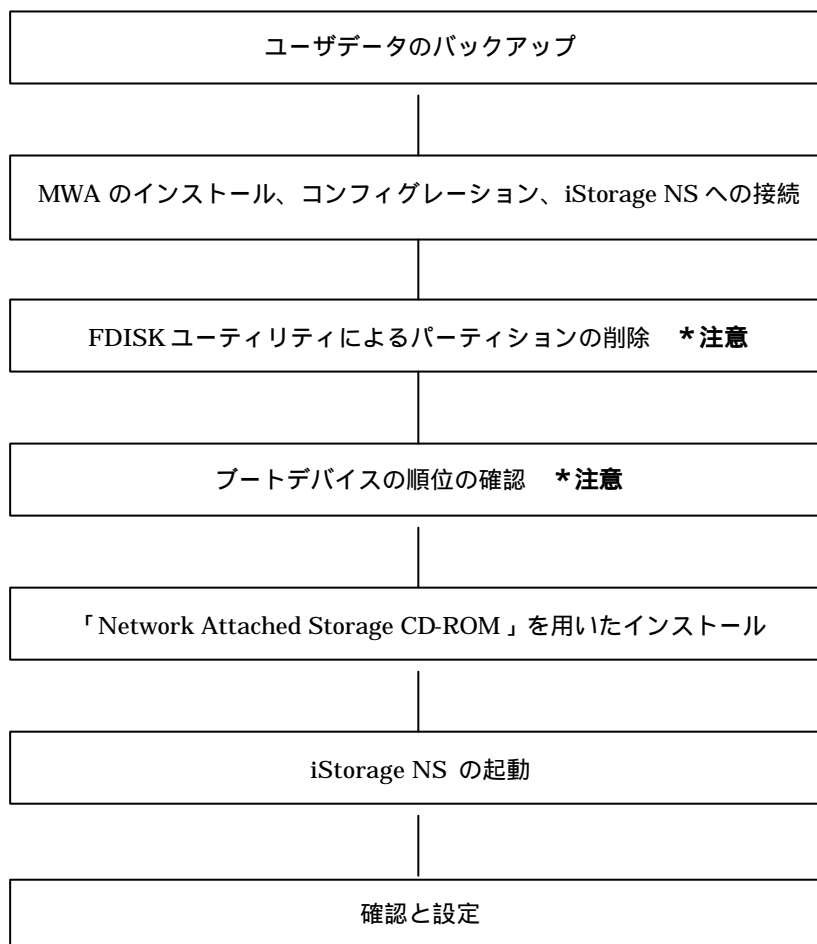 ユーザデータのバックアップ
MWA のインストール、コンフィグレーション、iStorage NS への接続
FDISK ユーティリティによるパーティションの削除　*注意
ブートデバイスの順位の確認　*注意
「Network Attached Storage CD-ROM」を用いたインストール
iStorage NS の起動
確認と設定